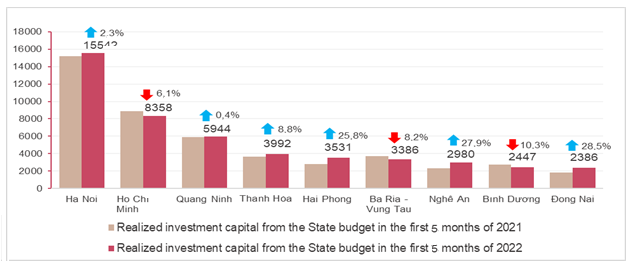 18000
16000
14000
12000
10000
8000
6000
4000
2000
0
2.3%
15542
6,1%
8358
0,4%
5944
8.8%
3992
25,8%
3531
8,2%
3386
27,9%
2980
10,3%
2447
28,5%
2386
Ha Noi
Ho Chi Minh
Quang Ninh
Thanh Hoa
Hai Phong
Ba Ria - Vung Tau
Nghê An
Bình Dương
Đong Nai
Realized investment capital from the State budget in the first 5 months of 2021
Realized investment capital from the State budget in the first 5 months of 2022